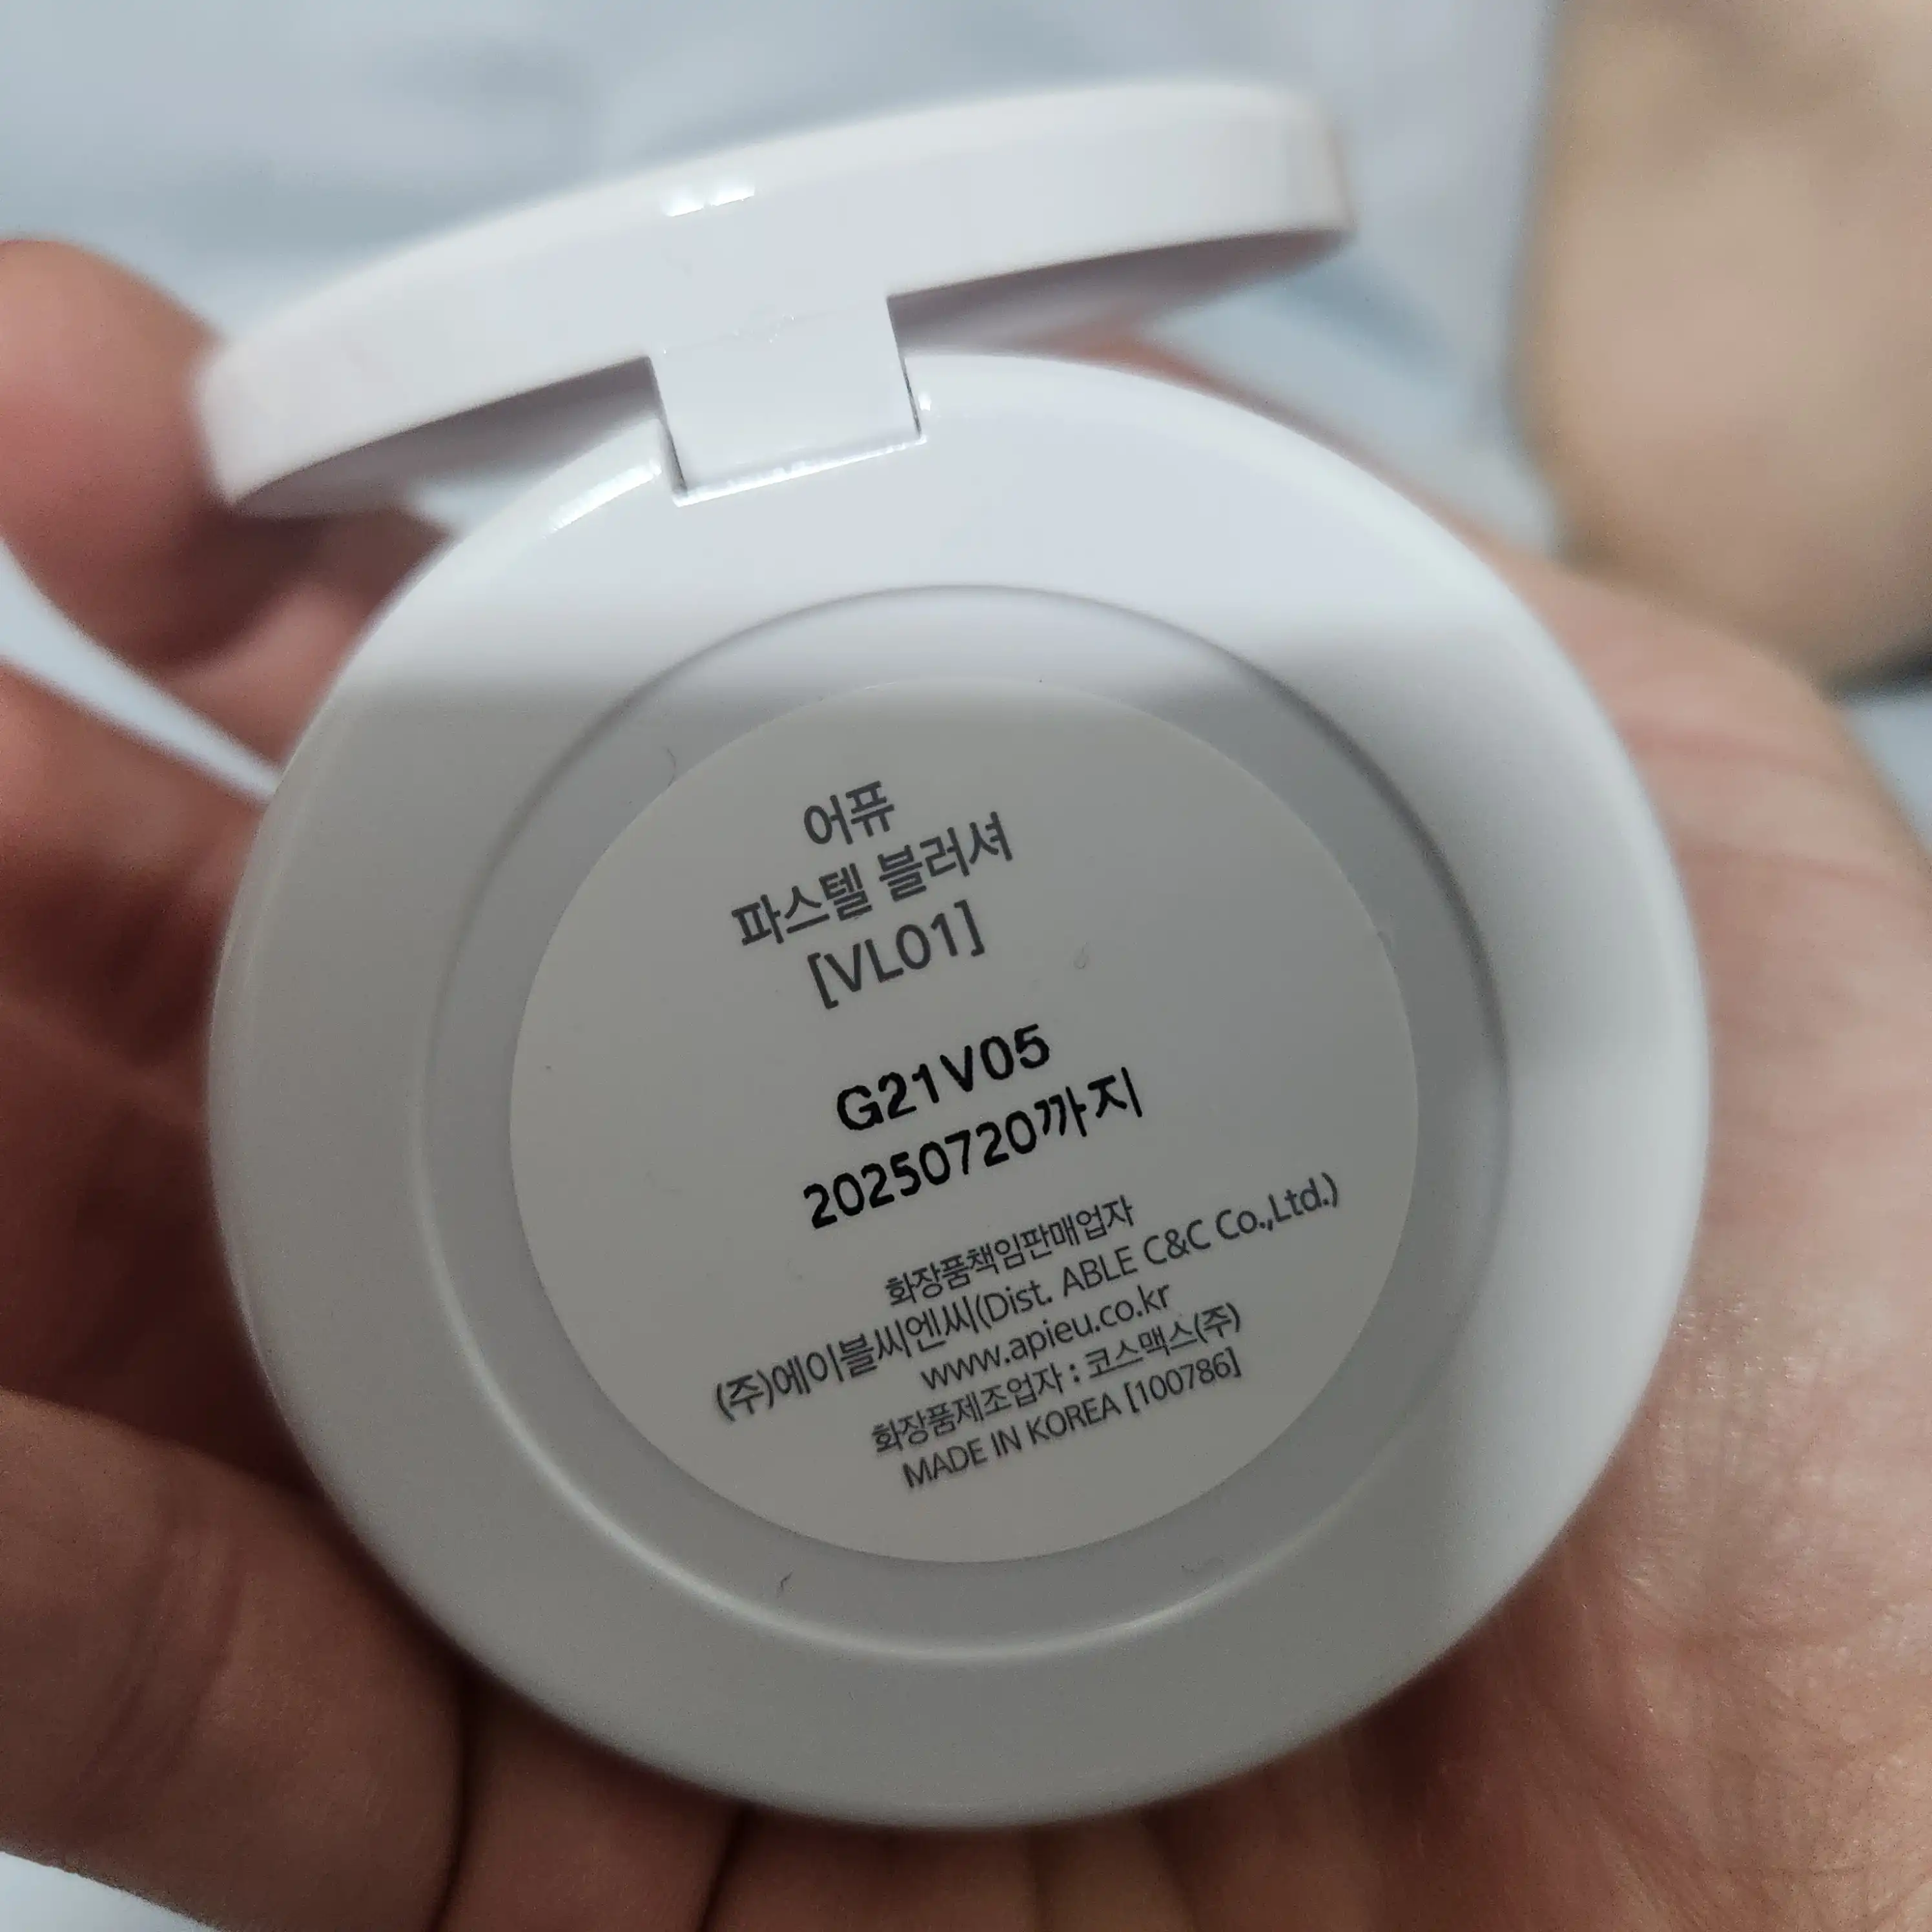 어퓨
파스텔 블러셔
[VL01]
G21V05
20250720까지
화장품책임판매업자
(주)에이블씨엔씨(Dist. ABLE C&C Co.,Ltd.)
www.apieu.co.kr
화장품제조업자 : 코스맥스(주)
MADE IN KOREA [100786]